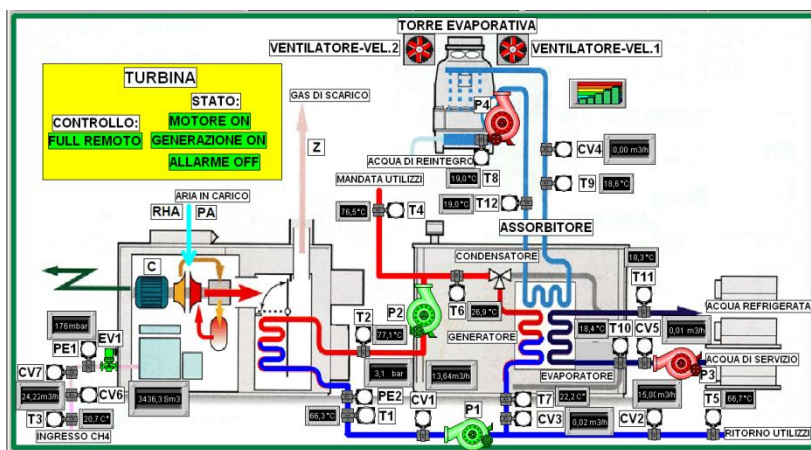 TORRE EVAPORATIVA
VENTILATORE-VEL.2
VENTILATORE-VEL.1
TURBINA
STATO:
CONTROLLO:
MOTORE ON
FULL REMOTO
GENERAZIONE ON
ALLARME OFF
GAS DI SCARICO
Z
P4
CV4
0,00 m3/h
ACQUA DI REINTEGRO
19,0°C
T8
T9
18,6°C
MANDATA UTILIZZI
ARIA IN CARICO
RHA
PA
76,5°C
T4
19,0°C
T12
ASSORBITORE
CONDENSATORE
18,3°C
C
T11
T6
26,9°C
ACQUA REFRIGERATA
176mbar
EV1
PE1
T2
77,1°C
P2
GENERATORE
18,4°C
T10
CV5
0,01 m3/h
ACQUA DI SERVIZIO
CV7
3,1 bar
13,64m3/h
EVAPORATORE
P3
24,22m3/h
CV6
3436,3Sm3
PE2
T7
22,2 C°
15,00m3/h
T3
20,7 C°
66,3°C
T1
CV1
P1
CV3
0,02 m3/h
CV2
T5
66,7°C
INGRESSO CH4
RITORNO UTILIZZI